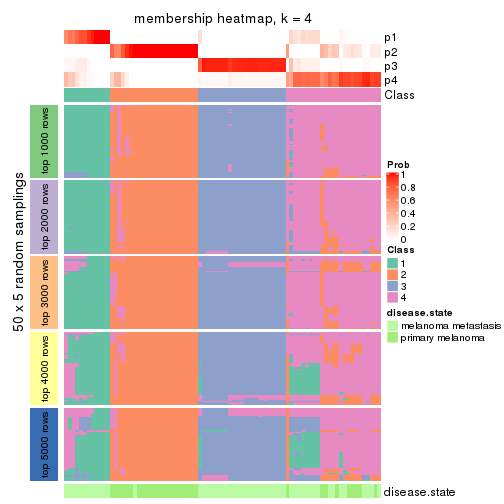 membership heatmap, k = 4
p1
p2
p3
p4
Class
50 x 5 random samplings
top 1000 rows
top 2000 rows
top 3000 rows
top 4000 rows
top 5000 rows
disease.state
Prob
1
0.8
0.6
0.4
0.2
0
Class
1
2
3
4
disease.state
melanoma metastasis
primary melanoma